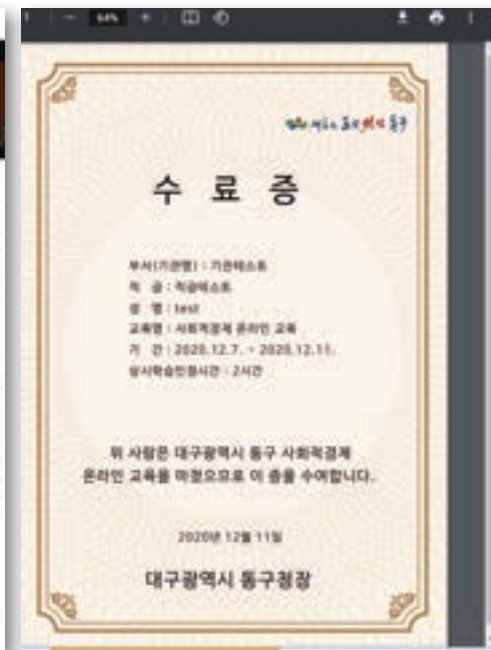 64%
수 료 증
부서(기관명) : 기관테스트
직 급 : 직급테스트
성 명 : test
교육명 : 사회적경제 온라인 교육
기 간 : 2020.12.7. ~ 2020.12.11.
상시학습인정시간 : 2시간
위 사람은 대구광역시 동구 사회적경제
온라인 교육을 마쳤으므로 이 증을 수여합니다.
2020년 12월 11일
대구광역시 동구청장